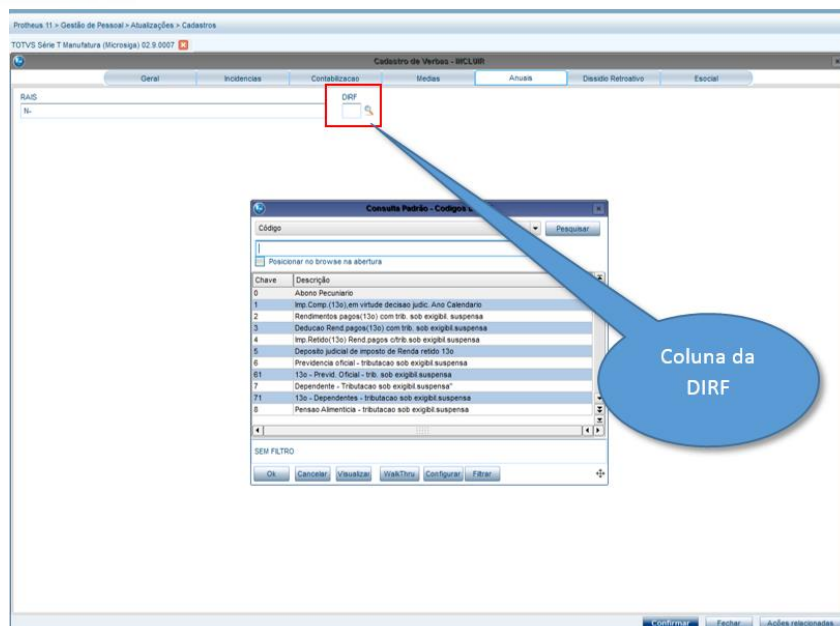 Protheus 11 > Gestão de Pessoal > Atualizações > Cadastros
TOTVS Série T Manufatura (Microsiga) 02.9.0007
Cadastro de Verbas - INCLUIR
Geral Incidencias Contabilizacao Medias Anuais Dissidio Retroativo Esocial
RAIS DIRF
N-
Consulta Padrão - Codigos
Código Pesquisar
Posicionar no browse na abertura
Chave Descrição
0 Abono Pecuniario
1 Imp.Comp.(13o),em virtude decisao judic. Ano Calendario
2 Rendimentos pagos(13o) com trib. sob exigibil. suspensa
3 Deducao Rend.pagos(13o) com trib. sob exigibil.suspensa
4 Imp.Retido(13o) Rend.pagos c/trib.sob exigibil.suspensa
5 Deposito judicial de imposto de Renda retido 13o
6 Previdencia oficial - tributacao sob exigibil.suspensa
61 13o - Previd. Oficial - trib. sob exigibil.suspensa
7 Dependente - Tributacao sob exigibil.suspensa"
71 13o - Dependentes - tributacao sob exigibil.suspensa
8 Pensao Alimenticia - tributacao sob exigibil.suspensa
SEM FILTRO
Ok Cancelar Visualizar WalkThru Configurar Filtrar
Coluna da
DIRF
Confirmar Fechar Ações relacionadas